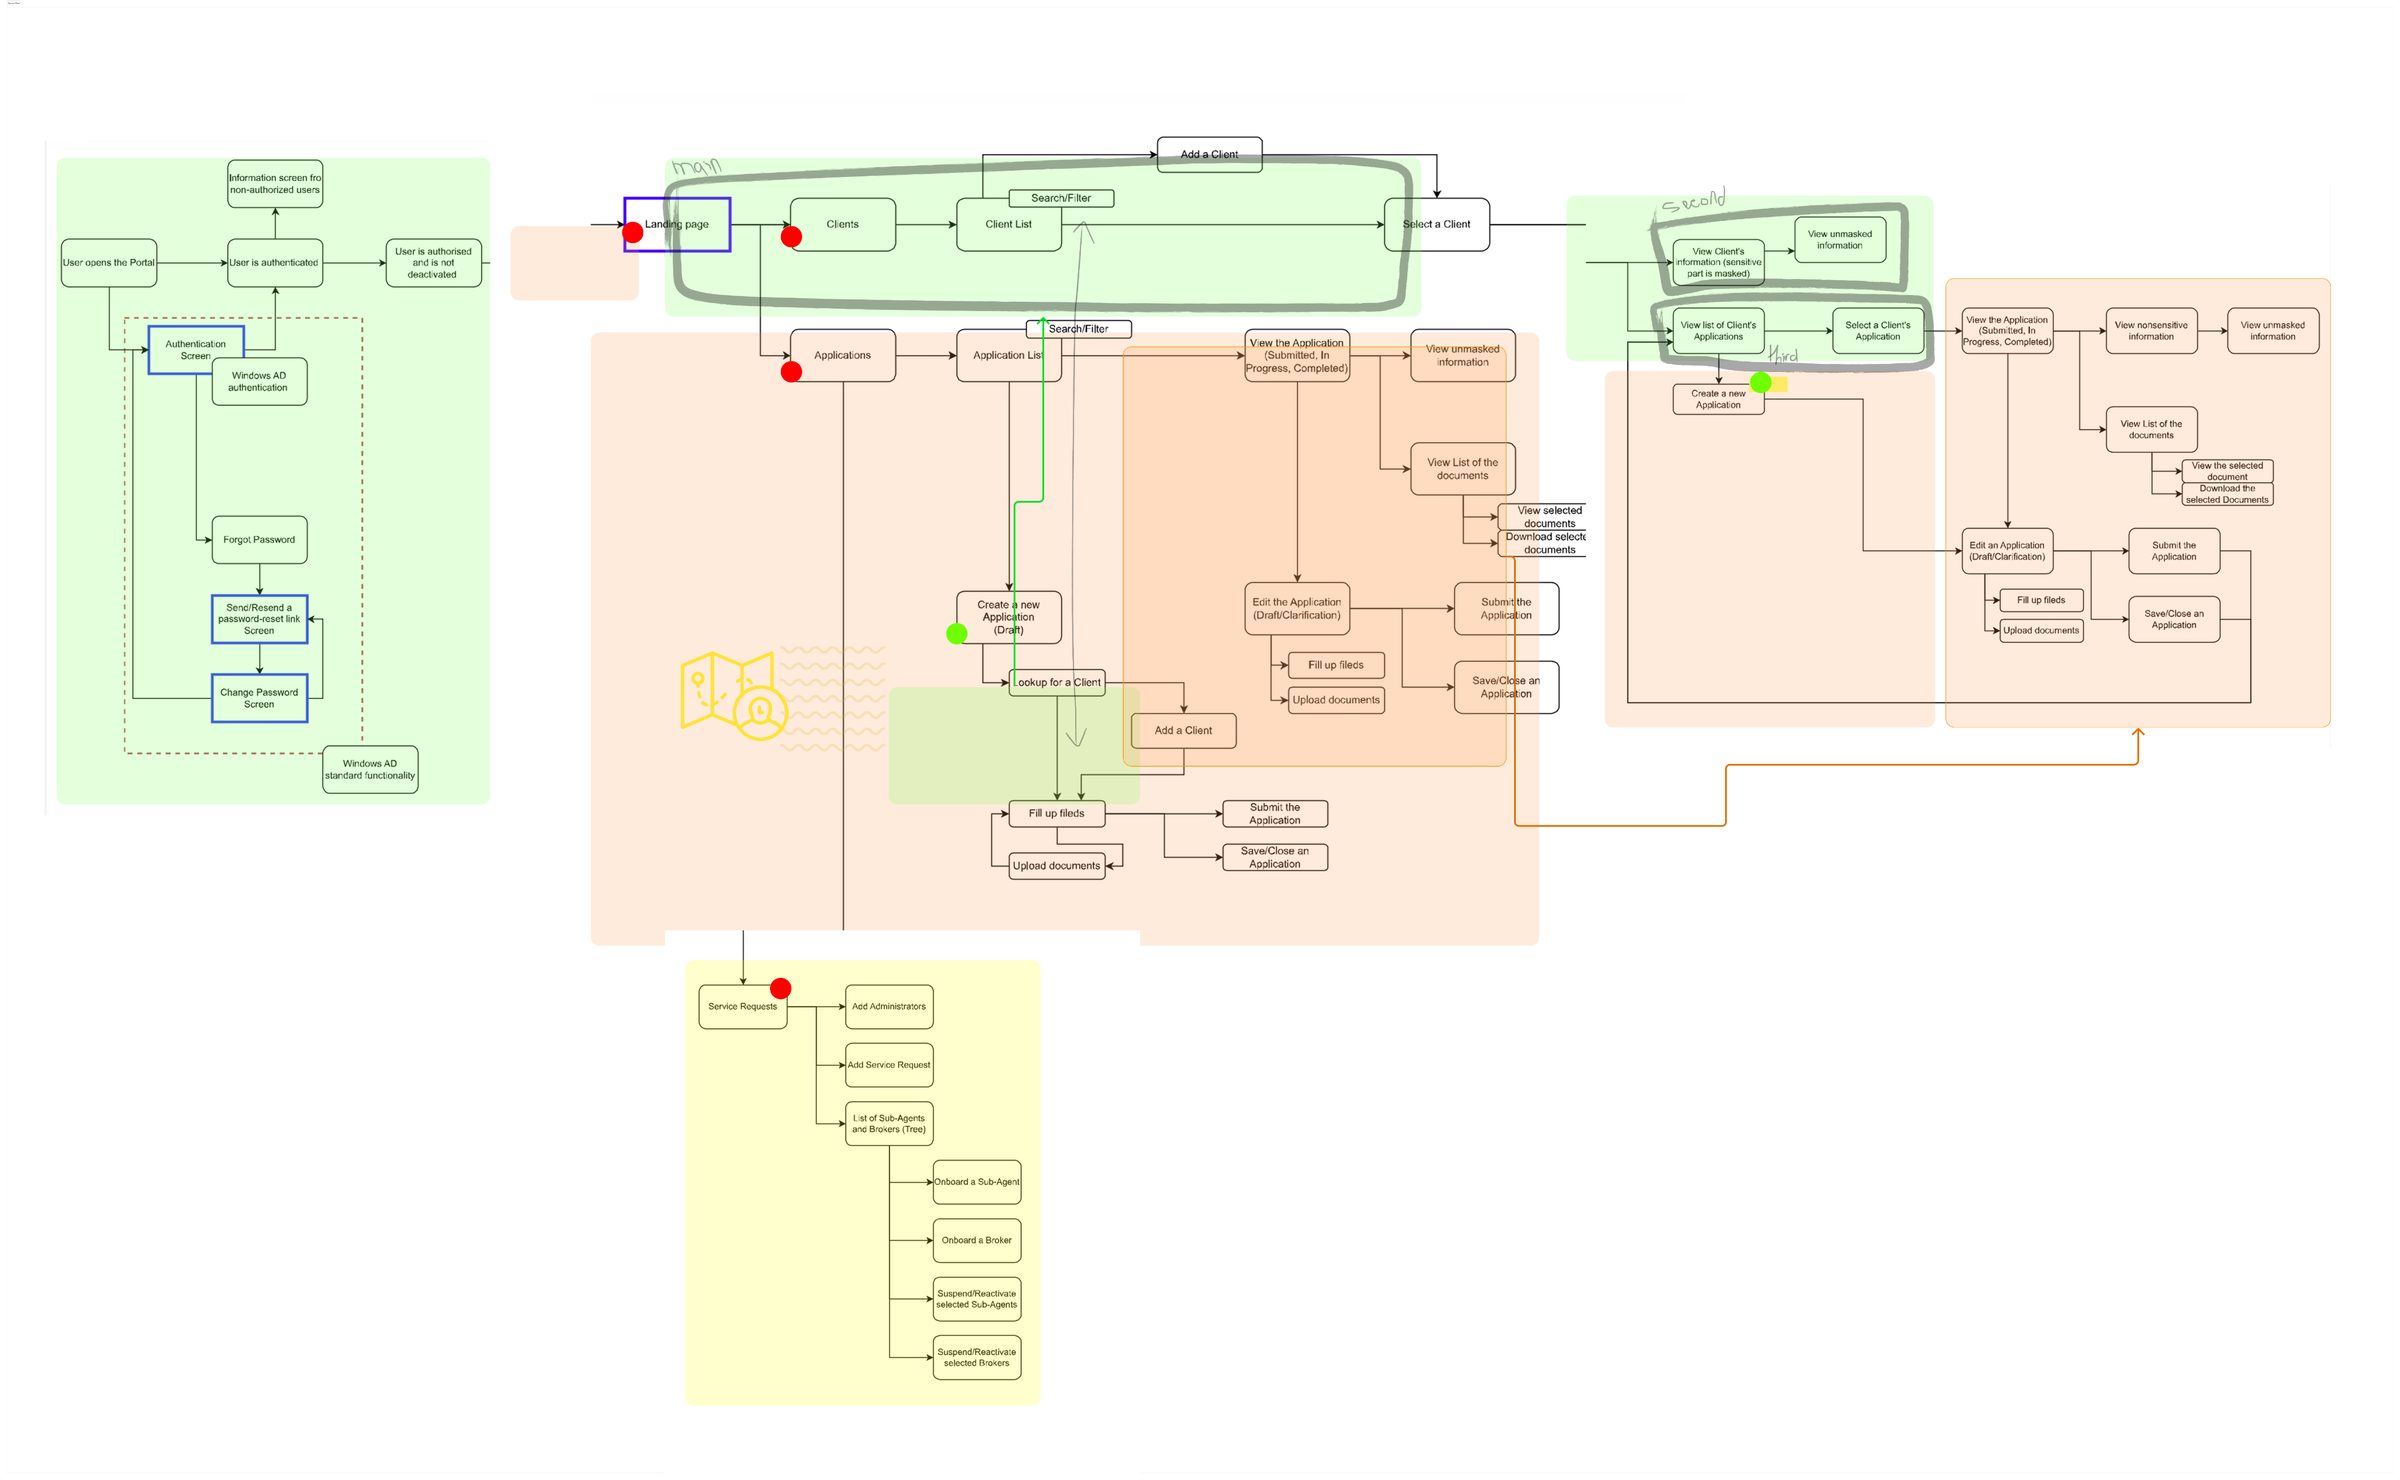 Information screen fro
non-authorized users
User opens the Portal
User is authenticated
User is authorised
and is not
deactivated
Authentication
Screen
Windows AD
authentication
Forgot Password
Send/Resend a
password-reset link
Screen
Change Password
Screen
Windows AD
standard functionality
main
Add a Client
Landing page
Clients
Search/Filter
Client List
Select a Client
Applications
Search/Filter
Application List
View the Application
(Submitted, In
Progress, Completed)
View unmasked
information
View List of the
documents
View selected
documents
Download selecte
documents
Create a new
Application
(Draft)
Lookup for a Client
Add a Client
Edit the Application
(Draft/Clarification)
Fill up fileds
Upload documents
Submit the
Application
Save/Close an
Application
Fill up fileds
Upload documents
Submit the
Application
Save/Close an
Application
second
View Client's
information (sensitive
part is masked)
View unmasked
information
View list of Client's
Applications
Select a Client's
Application
third
Create a new
Application
View the Application
(Submitted, In
Progress, Completed)
View nonsensitive
information
View unmasked
information
View List of the
documents
View the selected
document
Download the
selected Documents
Edit an Application
(Draft/Clarification)
Fill up fileds
Upload documents
Submit the
Application
Save/Close an
Application
Service Requests
Add Administrators
Add Service Request
List of Sub-Agents
and Brokers (Tree)
Onboard a Sub-Agent
Onboard a Broker
Suspend/Reactivate
selected Sub-Agents
Suspend/Reactivate
selected Brokers